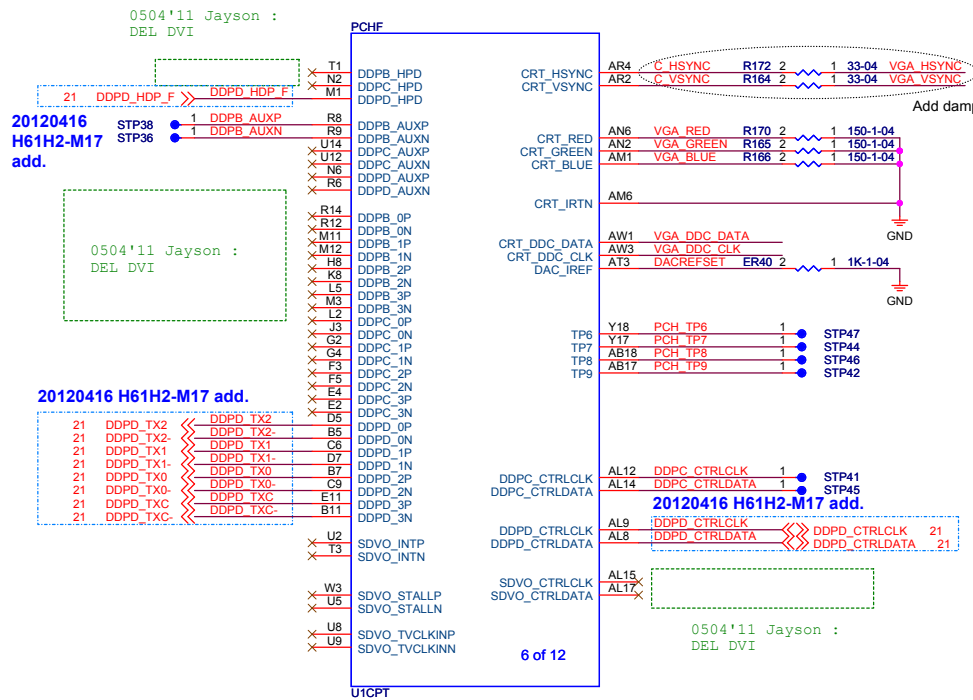 0504'11 Jayson :
DEL DVI
PCHF
T1 DDPB_HPD
N2 DDPC_HPD
21 DDPD_HDP_F DDPD_HDP_F M1 DDPD_HPD
20120416
H61H2-M17
add.
STP38 1 DDPB_AUXP R8 DDPB_AUXP
STP36 1 DDPB_AUXN R9 DDPB_AUXN
U14 DDPC_AUXP
U12 DDPC_AUXN
N6 DDPD_AUXP
R6 DDPD_AUXN
0504'11 Jayson :
DEL DVI
R14 DDPB_0P
R12 DDPB_0N
M11 DDPB_1P
M12 DDPB_1N
H8 DDPB_2P
K8 DDPB_2N
L5 DDPB_3P
M3 DDPB_3N
L2 DDPC_0P
J3 DDPC_0N
G2 DDPC_1P
G4 DDPC_1N
F3 DDPC_2P
F5 DDPC_2N
E4 DDPC_3P
E2 DDPC_3N
20120416 H61H2-M17 add.
21 DDPD_TX2 DDPD_TX2 D5 DDPD_0P
21 DDPD_TX2- DDPD_TX2- B5 DDPD_0N
21 DDPD_TX1 DDPD_TX1 C6 DDPD_1P
21 DDPD_TX1- DDPD_TX1- D7 DDPD_1N
21 DDPD_TX0 DDPD_TX0 B7 DDPD_2P
21 DDPD_TX0- DDPD_TX0- C9 DDPD_2N
21 DDPD_TXC DDPD_TXC E11 DDPD_3P
21 DDPD_TXC- DDPD_TXC- B11 DDPD_3N
U2 SDVO_INTP
T3 SDVO_INTN
W3 SDVO_STALLP
U5 SDVO_STALLN
U8 SDVO_TVCLKINP
U9 SDVO_TVCLKINN
CRT_HSYNC AR4 C_HSYNC R172 2 1 33-04 VGA_HSYNC
CRT_VSYNC AR2 C_VSYNC R164 2 1 33-04 VGA_VSYNC
Add damp
CRT_RED AN6 VGA_RED R170 2 1 150-1-04
CRT_GREEN AN2 VGA_GREEN R165 2 1 150-1-04
CRT_BLUE AM1 VGA_BLUE R166 2 1 150-1-04
CRT_IRTN AM6
GND
CRT_DDC_DATA AW1 VGA_DDC_DATA
CRT_DDC_CLK AW3 VGA_DDC_CLK
DAC_IREF AT3 DACREFSET ER40 2 1 1K-1-04
GND
TP6 Y18 PCH_TP6 1 STP47
TP7 Y17 PCH_TP7 1 STP44
TP8 AB18 PCH_TP8 1 STP46
TP9 AB17 PCH_TP9 1 STP42
DDPC_CTRLCLK AL12 DDPC_CTRLCLK 1 STP41
DDPC_CTRLDATA AL14 DDPC_CTRLDATA 1 STP45
20120416 H61H2-M17 add.
DDPD_CTRLCLK AL9 DDPD_CTRLCLK DDPD_CTRLCLK 21
DDPD_CTRLDATA AL8 DDPD_CTRLDATA DDPD_CTRLDATA 21
SDVO_CTRLCLK AL15
SDVO_CTRLDATA AL17
0504'11 Jayson :
DEL DVI
6 of 12
U1CPT